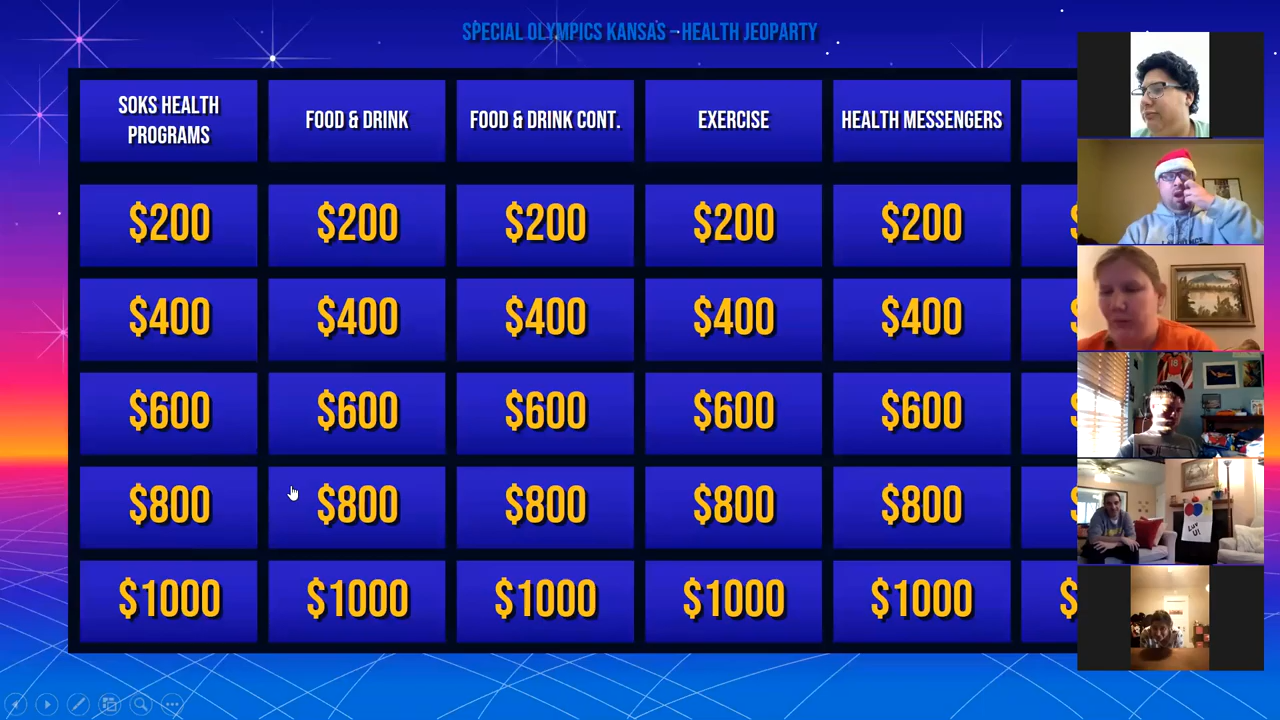 SPECIAL OLYMPICS KANSAS – HEALTH JEOPARTY
SOKS HEALTH
PROGRAMS
FOOD & DRINK
FOOD & DRINK CONT.
EXERCISE
HEALTH MESSENGERS
$200 $200 $200 $200 $200 $
$400 $400 $400 $400 $400 $
$600 $600 $600 $600 $600 $
$800 $800 $800 $800 $800 $
$1000 $1000 $1000 $1000 $1000 $
LUV
U!